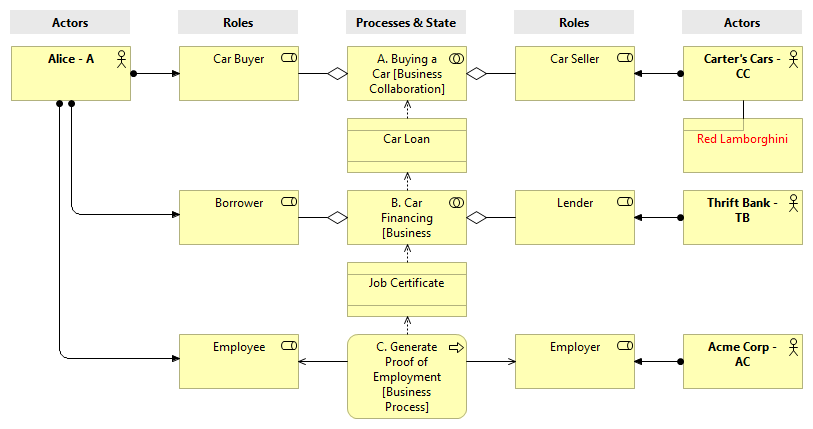 Actors
Roles
Processes & State
Roles
Actors
Alice - A
Car Buyer
A. Buying a
Car [Business
Collaboration]
Car Seller
Carter's Cars -
CC
Car Loan
Red Lamborghini
Borrower
B. Car
Financing
[Business
Lender
Thrift Bank -
TB
Job Certificate
Employee
C. Generate
Proof of
Employment
[Business
Process]
Employer
Acme Corp -
AC